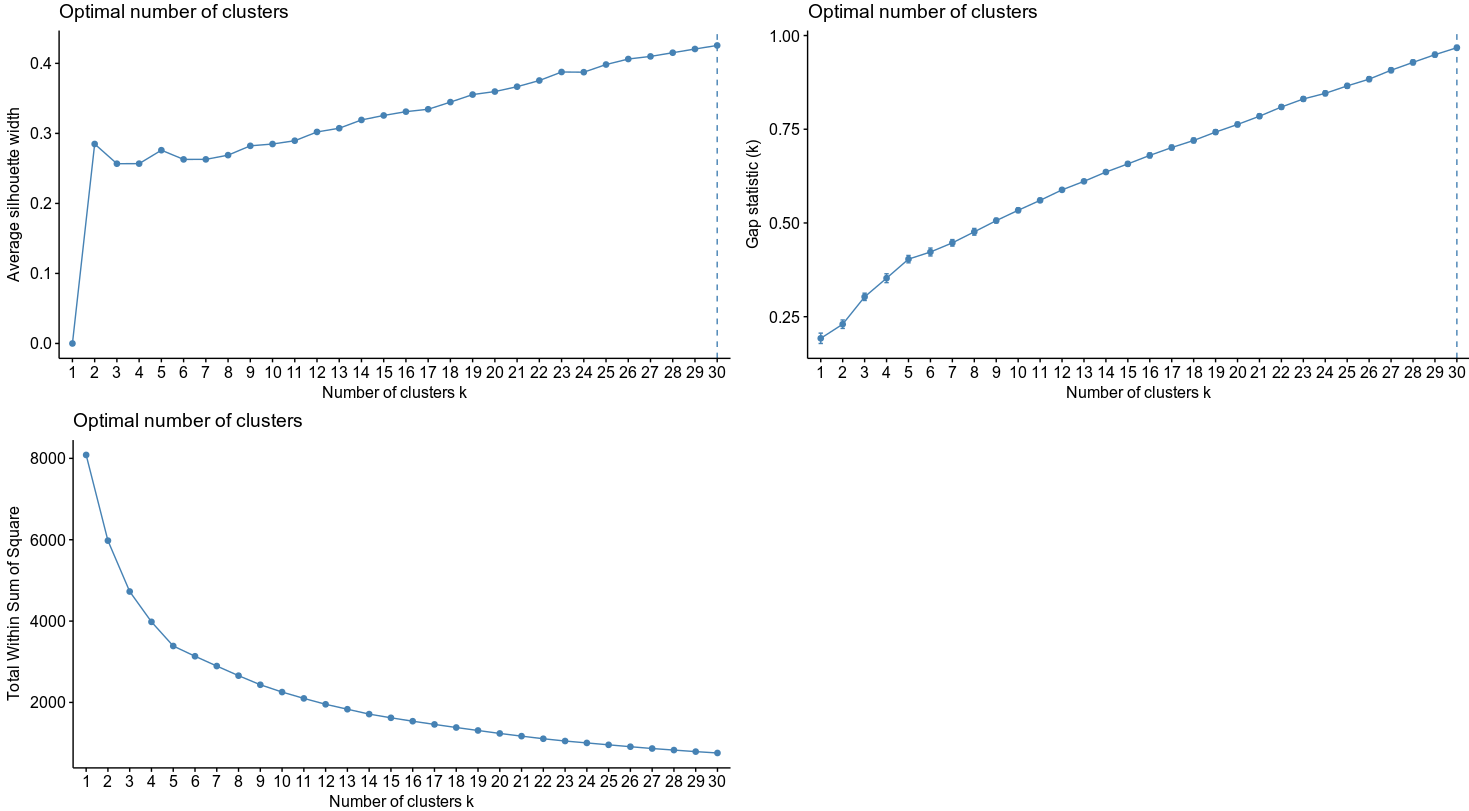 Optimal number of clusters
0.4
0.3
0.2
0.1
0.0
Average silhouette width
1 2 3 4 5 6 7 8 9 10 11 12 13 14 15 16 17 18 19 20 21 22 23 24 25 26 27 28 29 30
Number of clusters k
Optimal number of clusters
1.00
0.75
0.50
0.25
Gap statistic (k)
1 2 3 4 5 6 7 8 9 10 11 12 13 14 15 16 17 18 19 20 21 22 23 24 25 26 27 28 29 30
Number of clusters k
Optimal number of clusters
8000
6000
4000
2000
Total Within Sum of Square
1 2 3 4 5 6 7 8 9 10 11 12 13 14 15 16 17 18 19 20 21 22 23 24 25 26 27 28 29 30
Number of clusters k